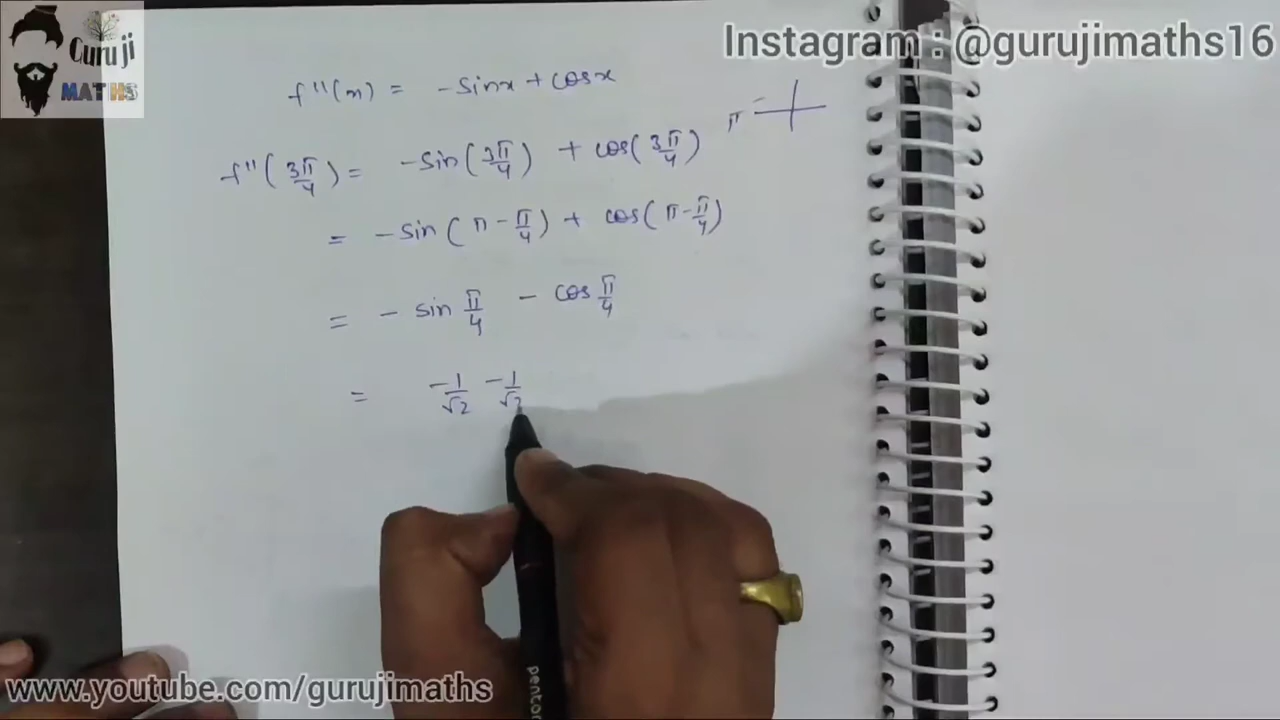 Guru ji
MATHS
Instagram : @gurujimaths16
f''(x) = -sinx + cosx
π
f''(3π/4) = -sin(3π/4) + cos(3π/4)
= -sin(π - π/4) + cos(π - π/4)
= - sin π/4 - cos π/4
= -1/√2 -1/√2
penton
www.youtube.com/gurujimaths